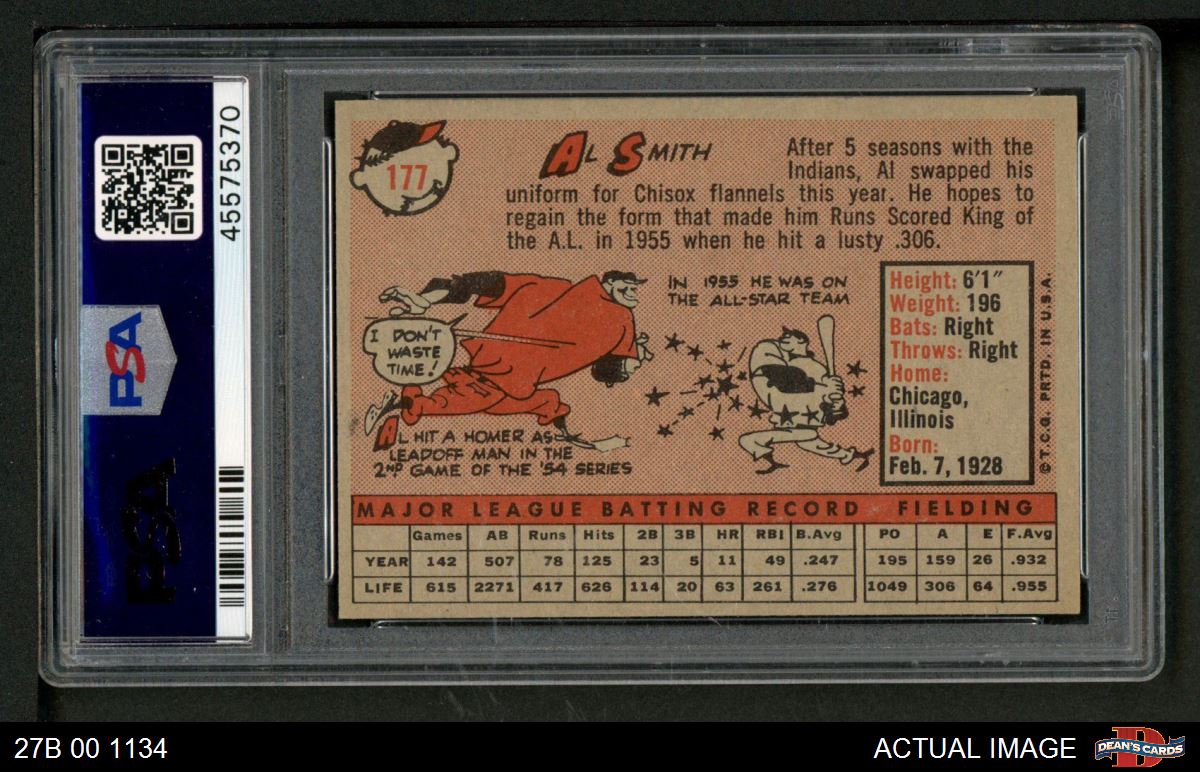 45575370
PSA
PSA
177
AL SMITH
After 5 seasons with the
Indians, Al swapped his
uniform for Chisox flannels this year. He hopes to
regain the form that made him Runs Scored King of
the A.L. in 1955 when he hit a lusty .306.
I DON'T
WASTE
TIME!
AL HIT A HOMER AS
LEADOFF MAN IN THE
2ND GAME OF THE '54 SERIES
IN 1955 HE WAS ON
THE ALL-STAR TEAM
Height: 6'1"
Weight: 196
Bats: Right
Throws: Right
Home:
Chicago,
Illinois
Born:
Feb. 7, 1928
© T.C.G. PRTD. IN U.S.A.
MAJOR LEAGUE BATTING RECORD FIELDING
Games AB Runs Hits 2B 3B HR RBI B.Avg PO A E F.Avg
YEAR 142 507 78 125 23 5 11 49 .247 195 159 26 .932
LIFE 615 2271 417 626 114 20 63 261 .276 1049 306 64 .955
27B 00 1134
ACTUAL IMAGE
D
DEAN'S CARDS